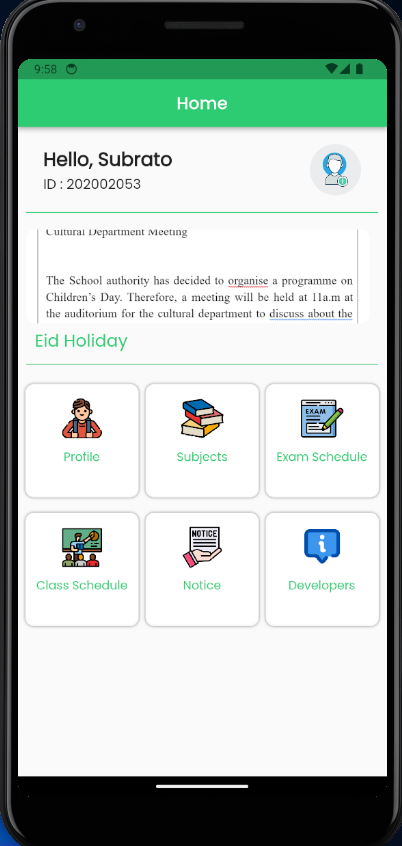 9:58
Home
Hello, Subrato
ID : 202002053
Cultural Department Meeting
The School authority has decided to organise a programme on
Children's Day. Therefore, a meeting will be held at 11a.m at
the auditorium for the cultural department to discuss about the
Eid Holiday
EXAM
Profile
Subjects
Exam Schedule
NOTICE
Class Schedule
Notice
Developers